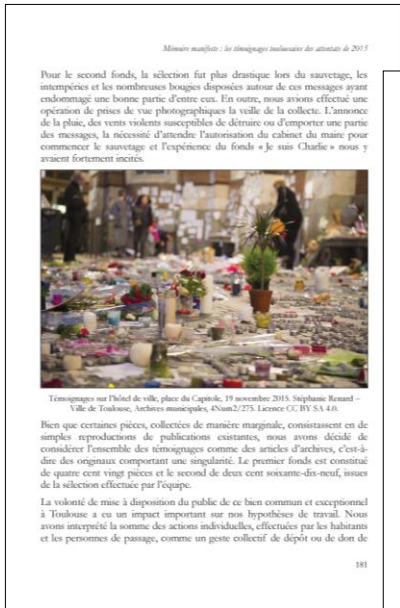 Mémoire manifeste : les témoignages toulousains des attentats de 2015
Pour le second fonds, la sélection fut plus drastique lors du sauvetage, les
intempéries et les nombreuses bougies disposées autour de ces messages ayant
endommagé une bonne partie d'entre eux. En outre, nous avions effectué une
opération de prises de vue photographiques la veille de la collecte. L'annonce
de la pluie, des vents violents susceptibles de détruire ou d'emporter une partie
des messages, la nécessité d'attendre l'autorisation du cabinet du maire pour
commencer le sauvetage et l'expérience du fonds « Je suis Charlie » nous y
avaient fortement incités.
Témoignages sur l'hôtel de ville, place du Capitole, 19 novembre 2015. Stéphanie Renard –
Ville de Toulouse, Archives municipales, 4Num2/275. Licence CC BY SA 4.0.
Bien que certaines pièces, collectées de manière marginale, consistassent en de
simples reproductions de publications existantes, nous avons décidé de
considérer l'ensemble des témoignages comme des articles d'archives, c'est-à-
dire des originaux comportant une singularité. Le premier fonds est constitué
de quatre cent vingt pièces et le second de deux cent soixante-dix-neuf, issues
de la sélection effectuée par l'équipe.
La volonté de mise à disposition du public de ce bien commun et exceptionnel
à Toulouse a eu un impact important sur nos hypothèses de travail. Nous
avons interprété la somme des actions individuelles, effectuées par les habitants
et les personnes de passage, comme un geste collectif de dépôt ou de don de
181